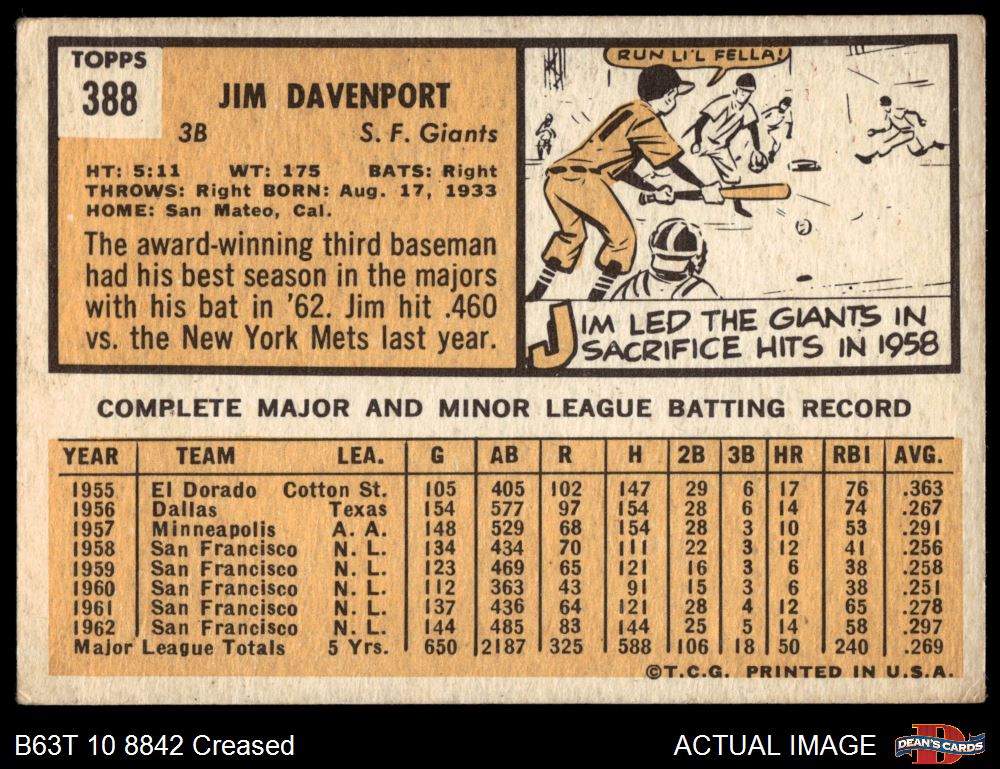 TOPPS
388
JIM DAVENPORT
3B S. F. Giants
HT: 5:11 WT: 175 BATS: Right
THROWS: Right BORN: Aug. 17, 1933
HOME: San Mateo, Cal.
The award-winning third baseman
had his best season in the majors
with his bat in '62. Jim hit .460
vs. the New York Mets last year.
RUN LI'L FELLA!
JIM LED THE GIANTS IN
SACRIFICE HITS IN 1958
COMPLETE MAJOR AND MINOR LEAGUE BATTING RECORD
YEAR TEAM LEA. G AB R H 2B 3B HR RBI AVG.
1955 El Dorado Cotton St. 105 405 102 147 29 6 17 76 .363
1956 Dallas Texas 154 577 97 154 28 6 14 74 .267
1957 Minneapolis A. A. 148 529 68 154 28 3 10 53 .291
1958 San Francisco N. L. 134 434 70 111 22 3 12 41 .256
1959 San Francisco N. L. 123 469 65 121 16 3 6 38 .258
1960 San Francisco N. L. 112 363 43 91 15 3 6 38 .251
1961 San Francisco N. L. 137 436 64 121 28 4 12 65 .278
1962 San Francisco N. L. 144 485 83 144 25 5 14 58 .297
Major League Totals 5 Yrs. 650 2187 325 588 106 18 50 240 .269
©T.C.G. PRINTED IN U.S.A.
B63T 10 8842 Creased
ACTUAL IMAGE
DEAN'S CARDS